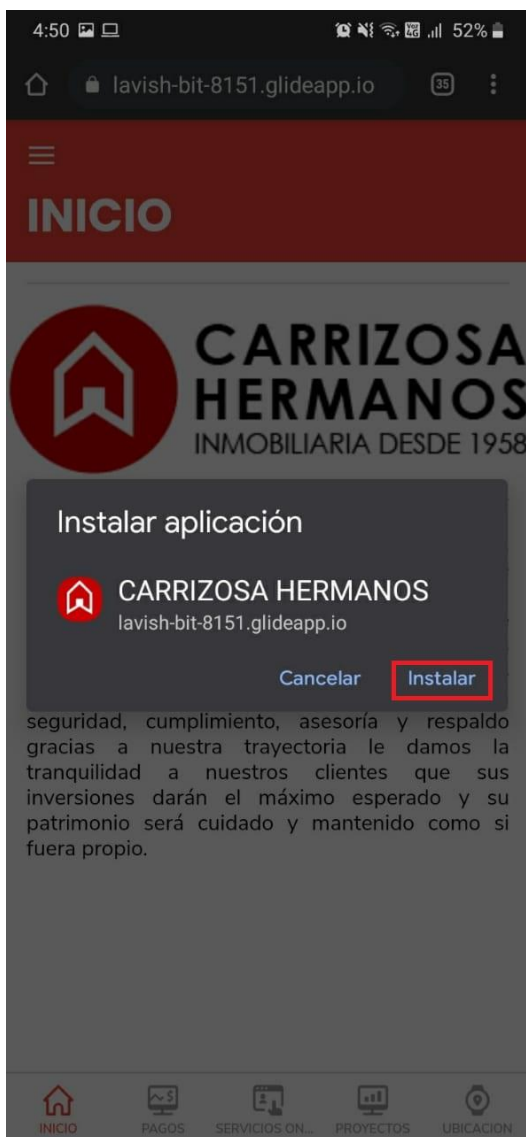 4:50
Vo) 4G
52%
lavish-bit-8151.glideapp.io
35
INICIO
CARRIZOSA
HERMANOS
INMOBILIARIA DESDE 1958
Instalar aplicación
CARRIZOSA HERMANOS
lavish-bit-8151.glideapp.io
Cancelar
Instalar
seguridad, cumplimiento, asesoría y respaldo
gracias a nuestra trayectoria le damos la
tranquilidad a nuestros clientes que sus
inversiones darán el máximo esperado y su
patrimonio será cuidado y mantenido como si
fuera propio.
INICIO
PAGOS
SERVICIOS ON...
PROYECTOS
UBICACION